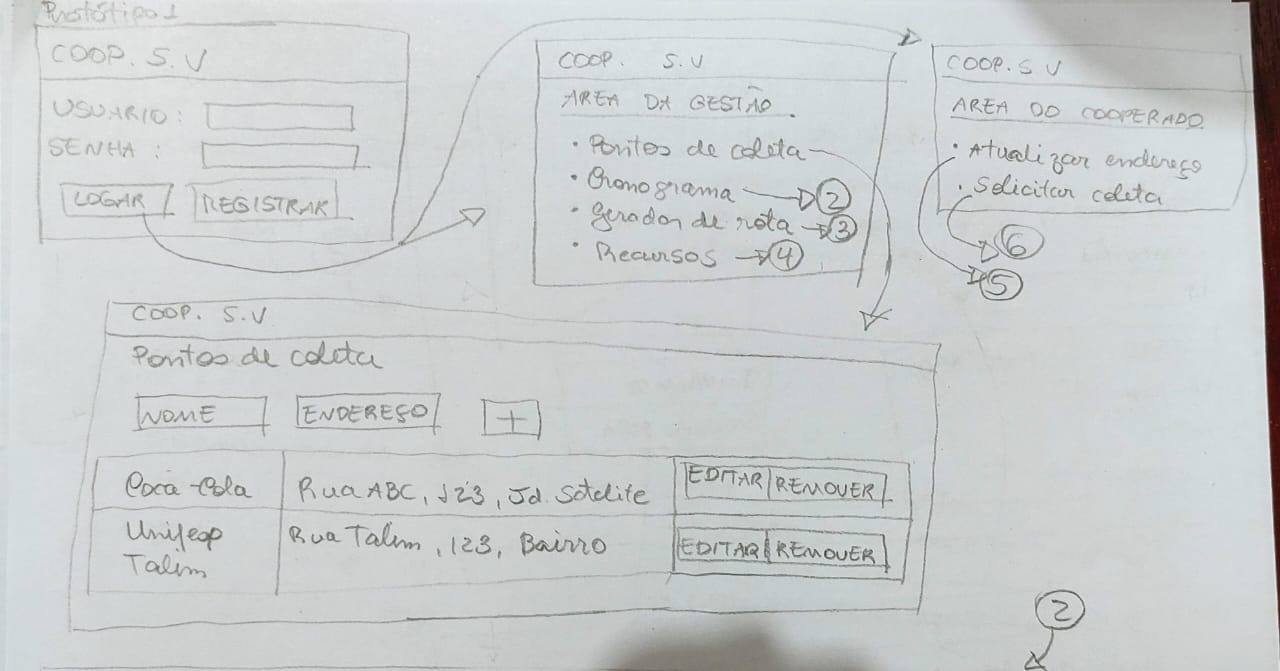 Protótipo 1
COOP. S. V
USUARIO:
SENHA:
LOGAR
REGISTRAR
COOP. S.V
AREA DA GESTÃO
• Pontos de coleta
• Cronograma 2
• Gerador de rota 3
• Recursos 4
COOP. S V
AREA DO COOPERADO
• Atualizar endereço
• Solicitar coleta
6
5
COOP. S.V
Pontos de coleta
NOME ENDEREÇO +
Coca-Cola Rua ABC, 123, Jd. Satelite EDITAR REMOVER
Unifesp Rua Talim, 123, Bairro EDITAR REMOVER
Talim
2